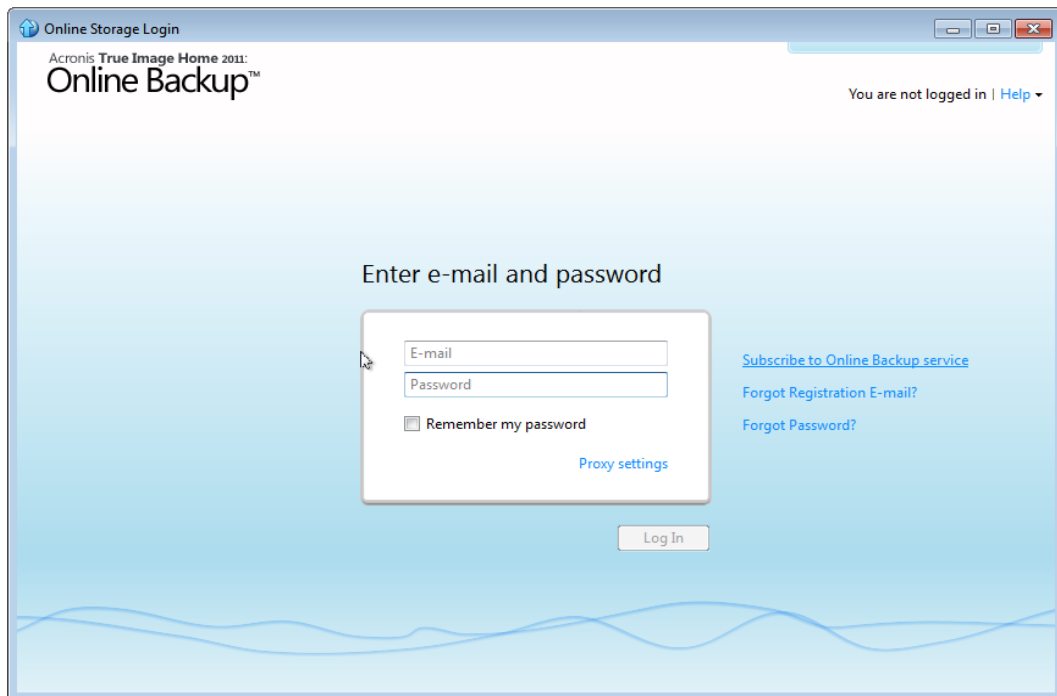 Online Storage Login
Acronis True Image Home 2011:
Online Backup™
You are not logged in | Help
Enter e-mail and password
E-mail
Password
Remember my password
Proxy settings
Subscribe to Online Backup service
Forgot Registration E-mail?
Forgot Password?
Log In